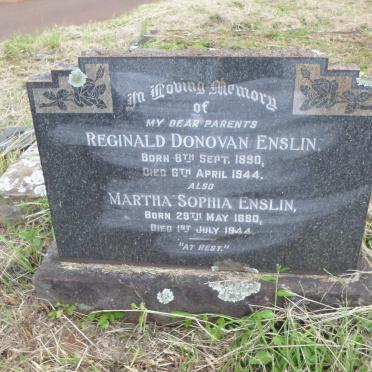 In Loving Memory
of
MY DEAR PARENTS
REGINALD DONOVAN ENSLIN,
BORN 8TH SEPT. 1890,
DIED 6TH APRIL 1944.
ALSO
MARTHA SOPHIA ENSLIN,
BORN 29TH MAY 1890,
DIED 1ST JULY 1944.
"AT REST."